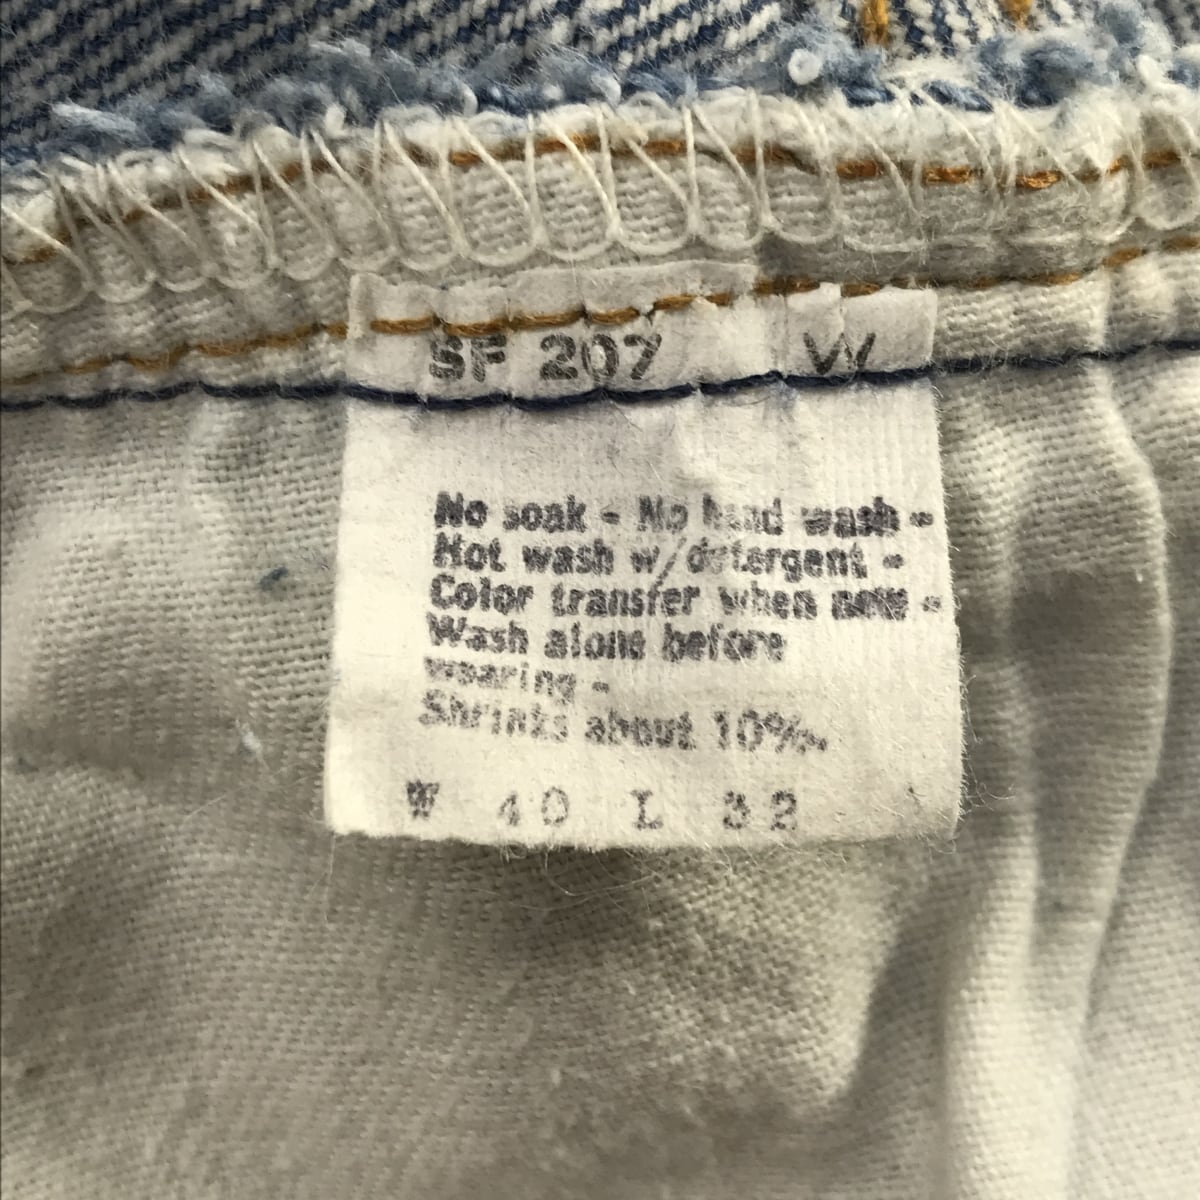 SF 207 W
No soak - No hand wash -
Hot wash w/detergent -
Color transfer when new -
Wash alone before
wearing -
Shrinks about 10%.
W 40 L 32